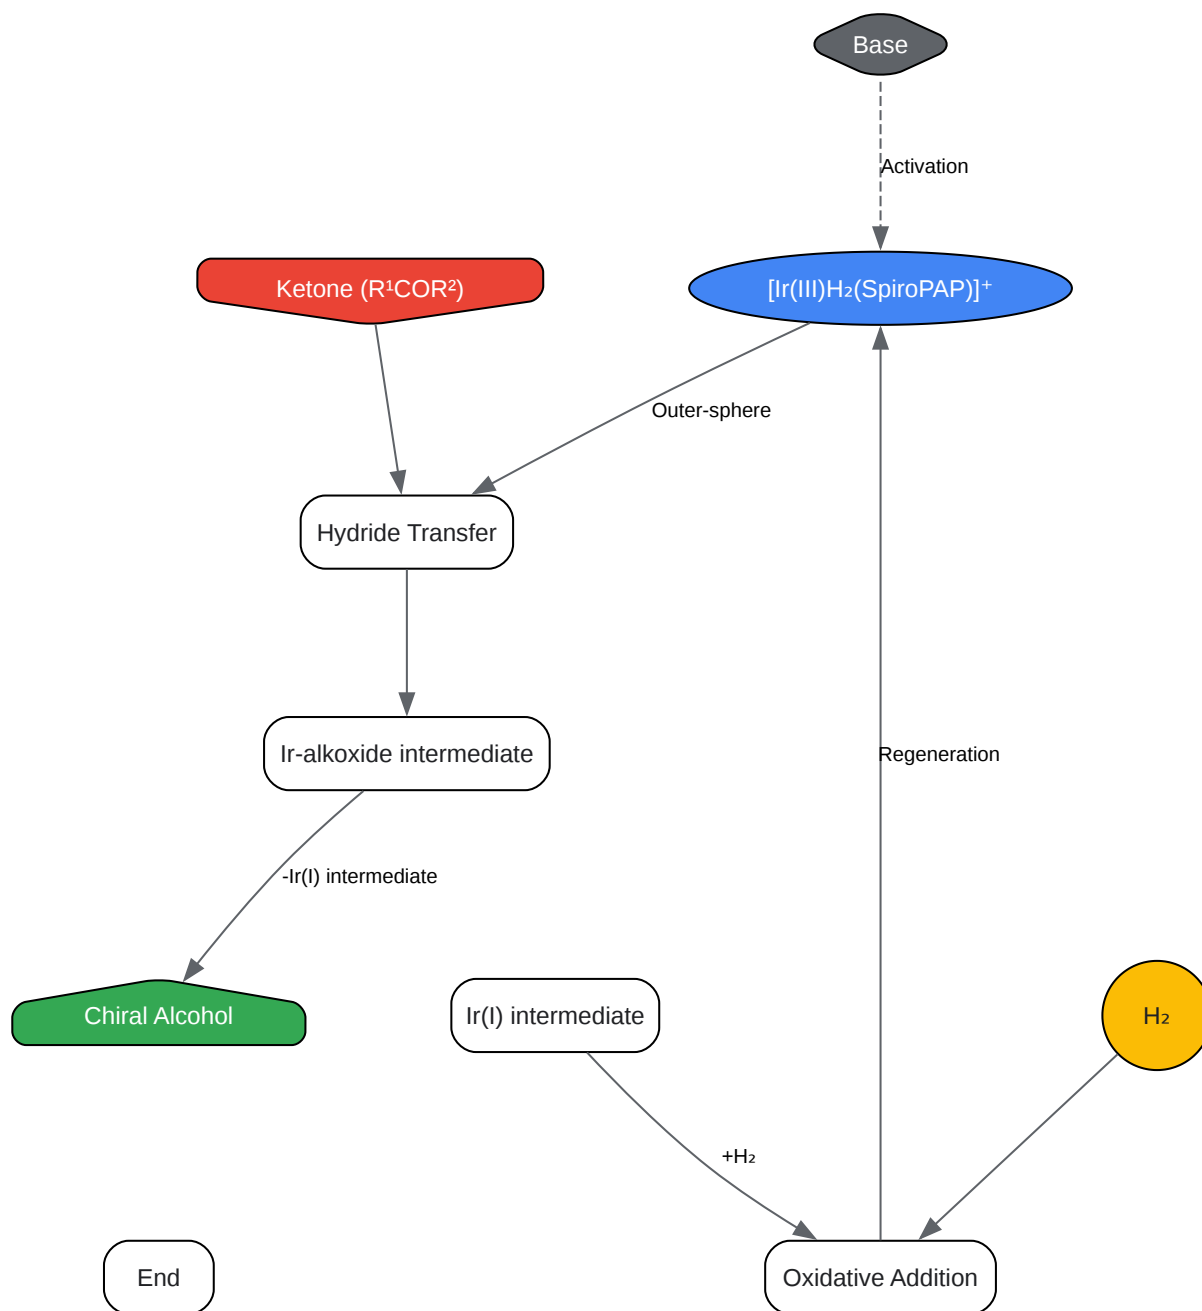 Base
Activation
Ketone (R¹COR²)
[Ir(III)H₂(SpiroPAP)]⁺
Outer-sphere
Hydride Transfer
Ir-alkoxide intermediate
Regeneration
-Ir(I) intermediate
Chiral Alcohol
Ir(I) intermediate
H₂
+H₂
End
Oxidative Addition